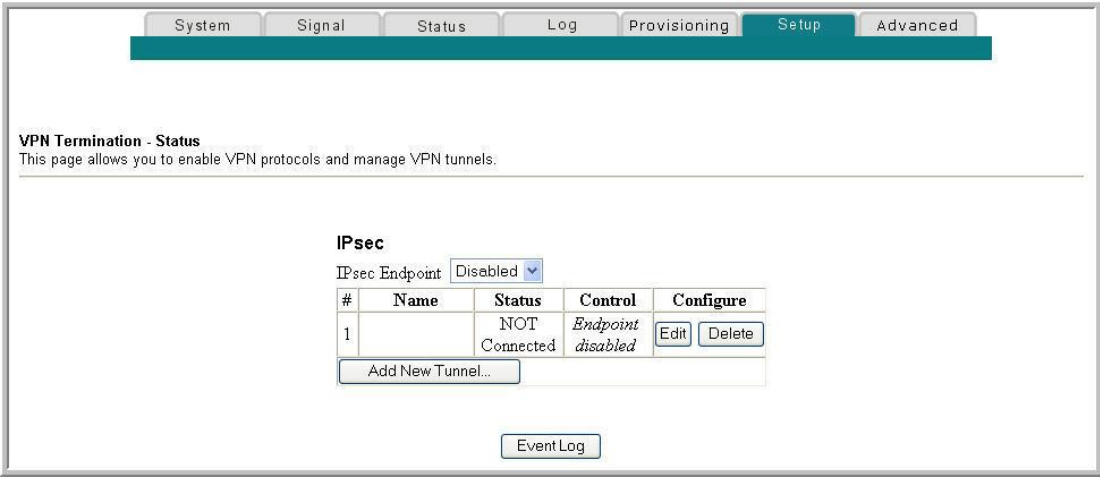 System Signal Status Log Provisioning Setup Advanced
VPN Termination - Status
This page allows you to enable VPN protocols and manage VPN tunnels.
IPsec
IPsec Endpoint Disabled
# Name Status Control Configure
1 NOT Connected Endpoint disabled Edit Delete
Add New Tunnel...
Event Log